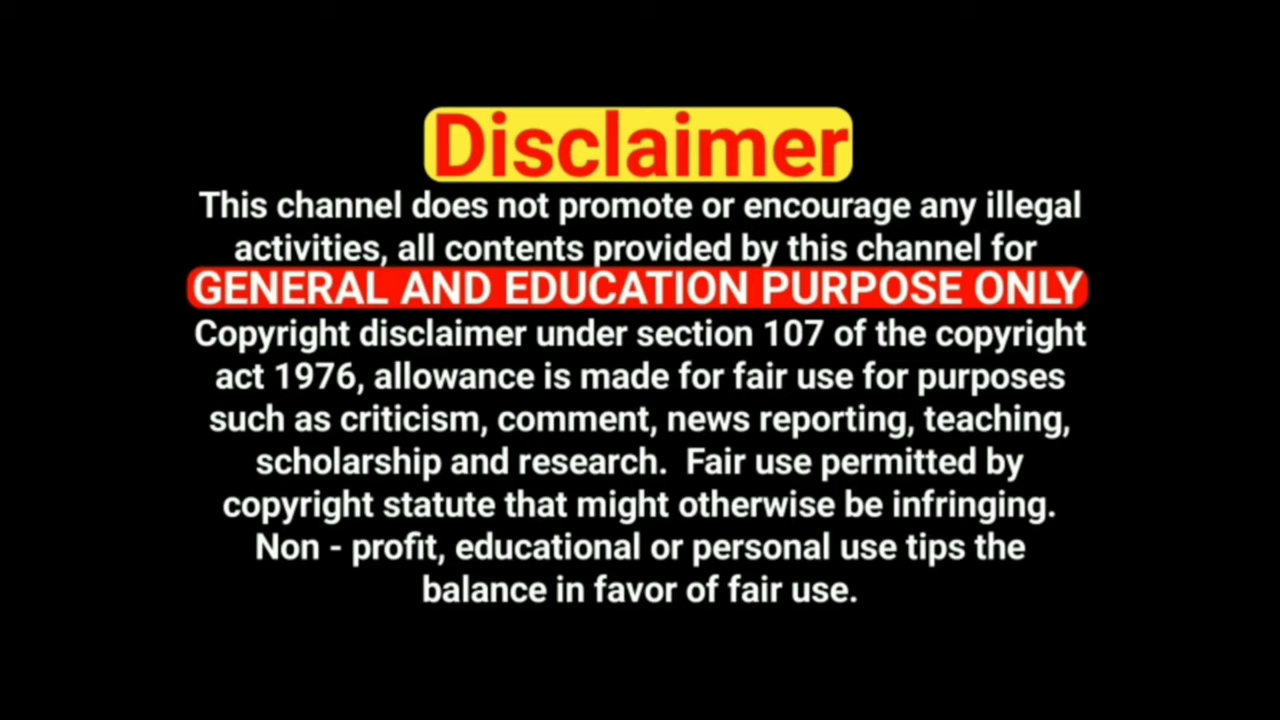 Disclaimer
This channel does not promote or encourage any illegal
activities, all contents provided by this channel for
GENERAL AND EDUCATION PURPOSE ONLY
Copyright disclaimer under section 107 of the copyright
act 1976, allowance is made for fair use for purposes
such as criticism, comment, news reporting, teaching,
scholarship and research.  Fair use permitted by
copyright statute that might otherwise be infringing.
Non - profit, educational or personal use tips the
balance in favor of fair use.